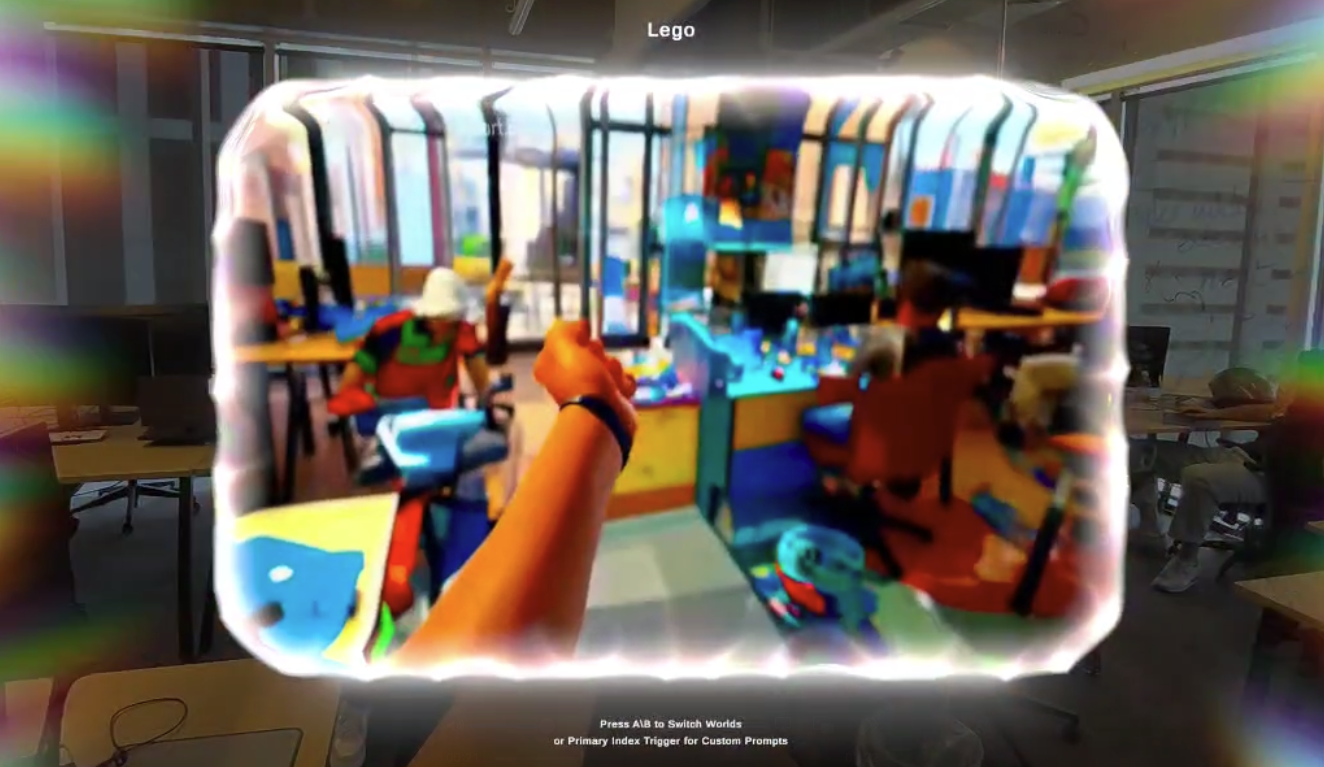 Lego
Press A\B to Switch Worlds
or Primary Index Trigger for Custom Prompts